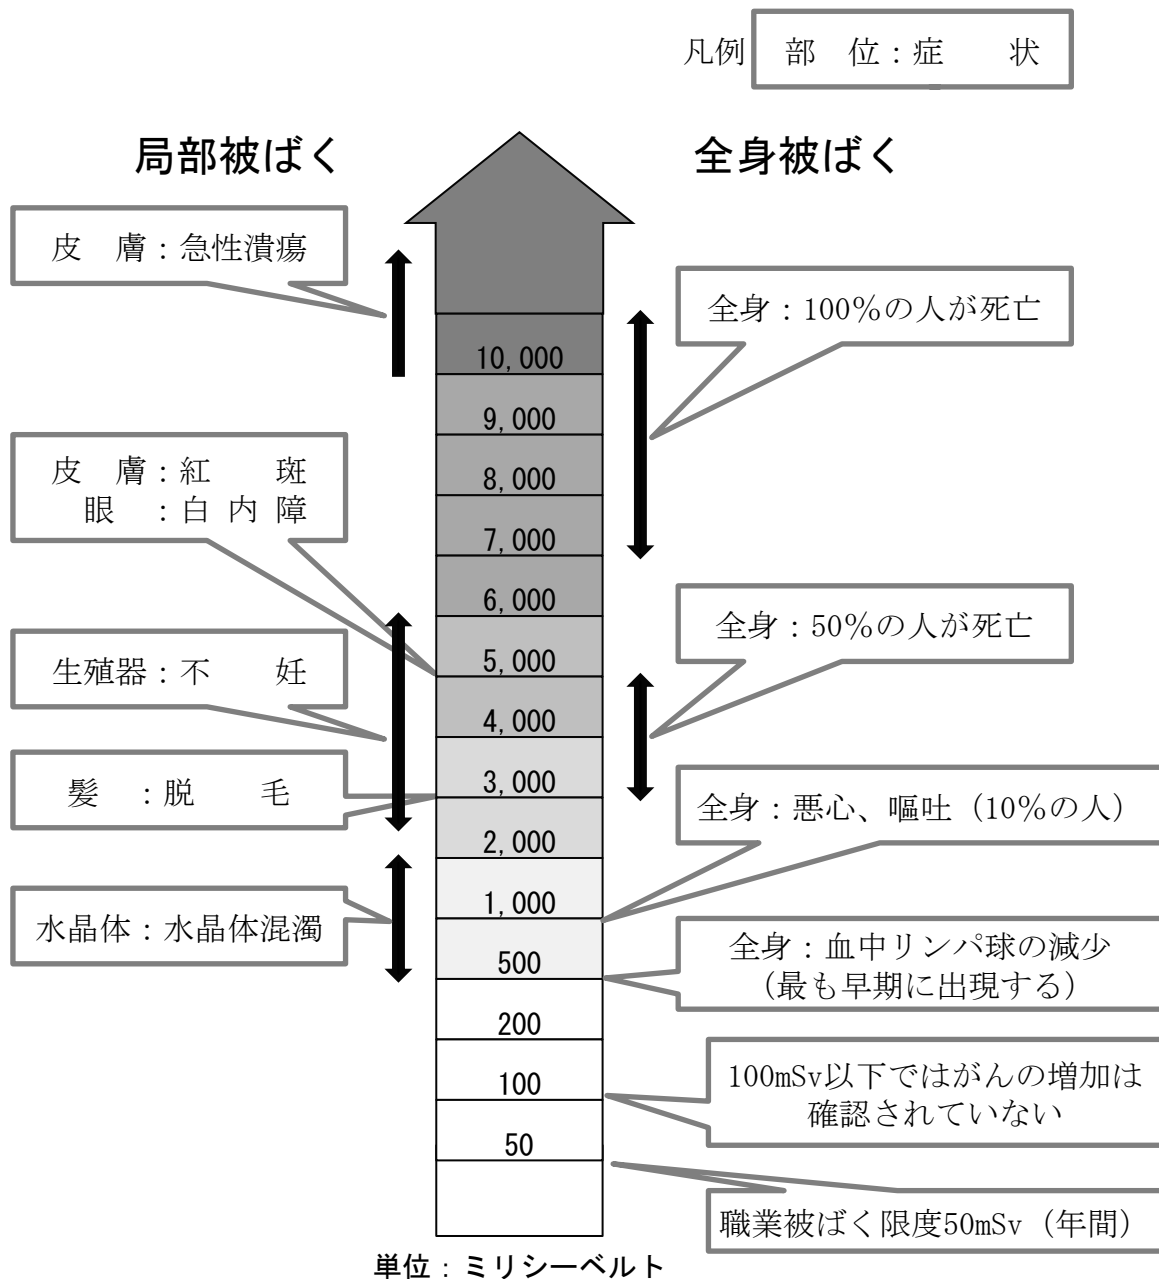 凡例 部 位：症 状
局部被ばく
全身被ばく
皮 膚：急性潰瘍
全身：100％の人が死亡
10,000
9,000
皮 膚：紅 斑
眼 ：白 内 障
8,000
7,000
6,000
全身：50％の人が死亡
生殖器：不 妊
5,000
4,000
髪 ：脱 毛
3,000
全身：悪心、嘔吐（10％の人）
2,000
1,000
水晶体：水晶体混濁
全身：血中リンパ球の減少
（最も早期に出現する）
500
200
100mSv以下ではがんの増加は
確認されていない
100
50
職業被ばく限度50mSv（年間）
単位：ミリシーベルト